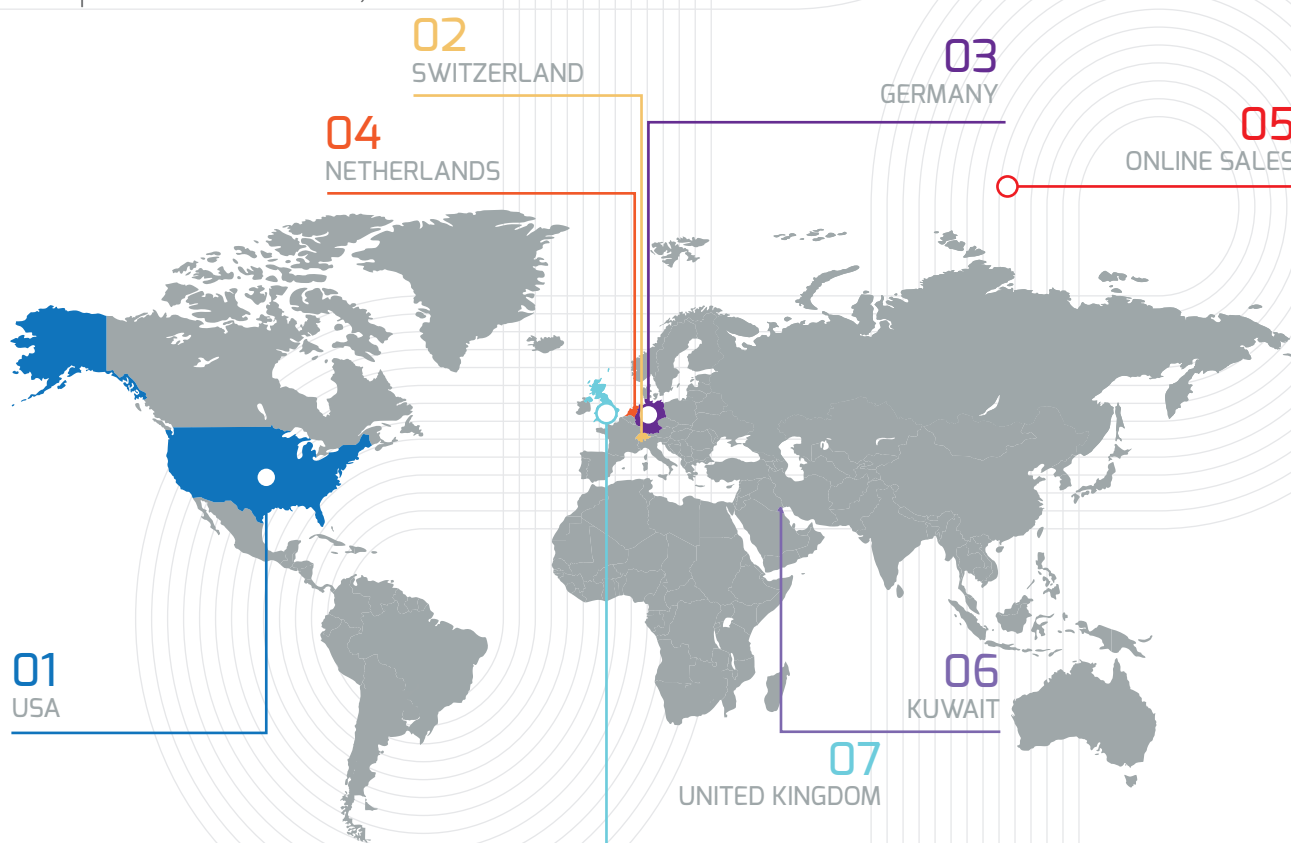 02
SWITZERLAND
03
GERMANY
04
NETHERLANDS
05
ONLINE SALES
01
USA
06
KUWAIT
07
UNITED KINGDOM